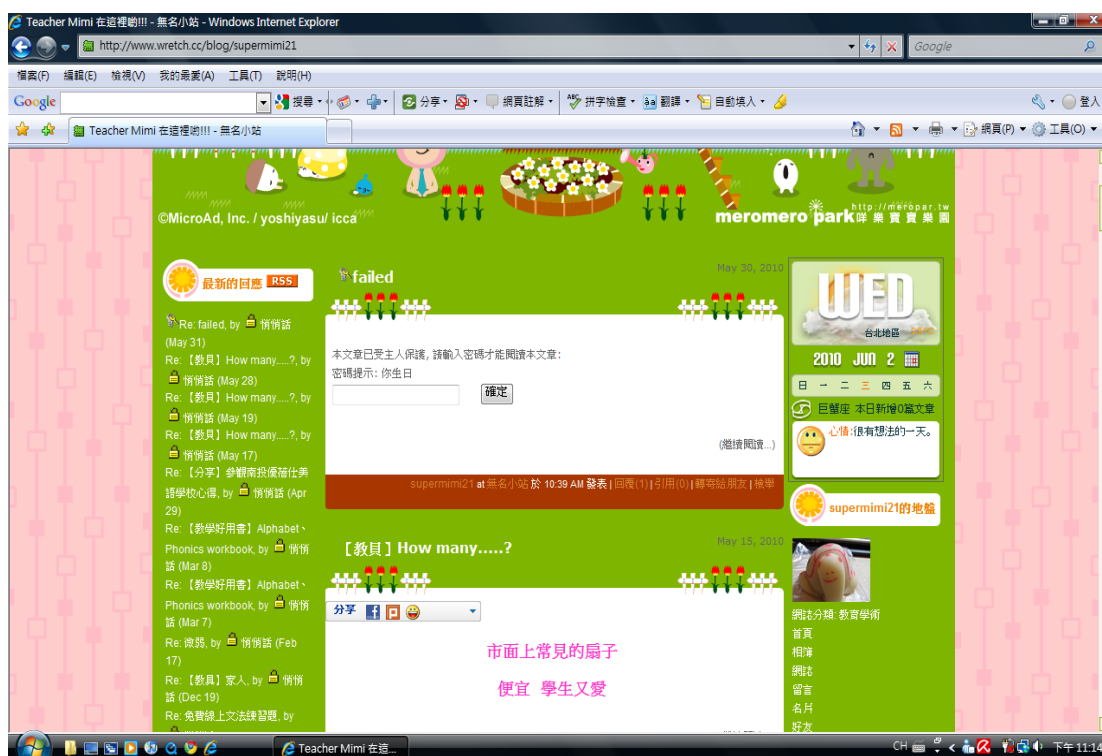 Teacher Mimi 在這裡喲!!! - 無名小站 - Windows Internet Explorer
http://www.wretch.cc/blog/supermimi21
Google
檔案(F) 編輯(E) 檢視(V) 我的最愛(A) 工具(T) 說明(H)
Google 搜尋 分享 網頁註解 拼字檢查 翻譯 自動填入 登入
Teacher Mimi 在這裡喲!!! - 無名小站 網頁(P) 工具(O)
©MicroAd, Inc. / yoshiyasu/ icca
http://meropar.tw
meromero park 咩樂寶寶樂園
最新的回應 RSS
Re: failed, by 悄悄話
(May 31)
Re: 【教具】How many.....?, by
悄悄話 (May 28)
Re: 【教具】How many.....?, by
悄悄話 (May 19)
Re: 【教具】How many.....?, by
悄悄話 (May 17)
Re: 【分享】參觀南投優蓓仕美
語學校心得, by 悄悄話 (Apr
29)
Re: 【教學好用書】Alphabet、
Phonics workbook, by 悄悄
話 (Mar 8)
Re: 【教學好用書】Alphabet、
Phonics workbook, by 悄悄
話 (Mar 7)
Re: 微弱, by 悄悄話 (Feb
17)
Re: 【教具】家人, by 悄悄
話 (Dec 19)
Re: 免費線上文法練習題, by
failed
May 30, 2010
本文章已受主人保護, 請輸入密碼才能閱讀本文章:
密碼提示: 你生日
確定
(繼續閱讀...)
supermimi21 at 無名小站 於 10:39 AM 發表 | 回覆(1) | 引用(0) | 轉寄給朋友 | 檢舉
【教具】How many.....?
May 15, 2010
分享
市面上常見的扇子
便宜 學生又愛
WED
台北地區
2010 JUN 2
日 一 二 三 四 五 六
巨蟹座 本日新增0篇文章
心情:很有想法的一天。
supermimi21的地盤
網誌分類: 教育學術
首頁
相簿
網誌
留言
名片
好友
Teacher Mimi 在這...
CH
下午 11:14